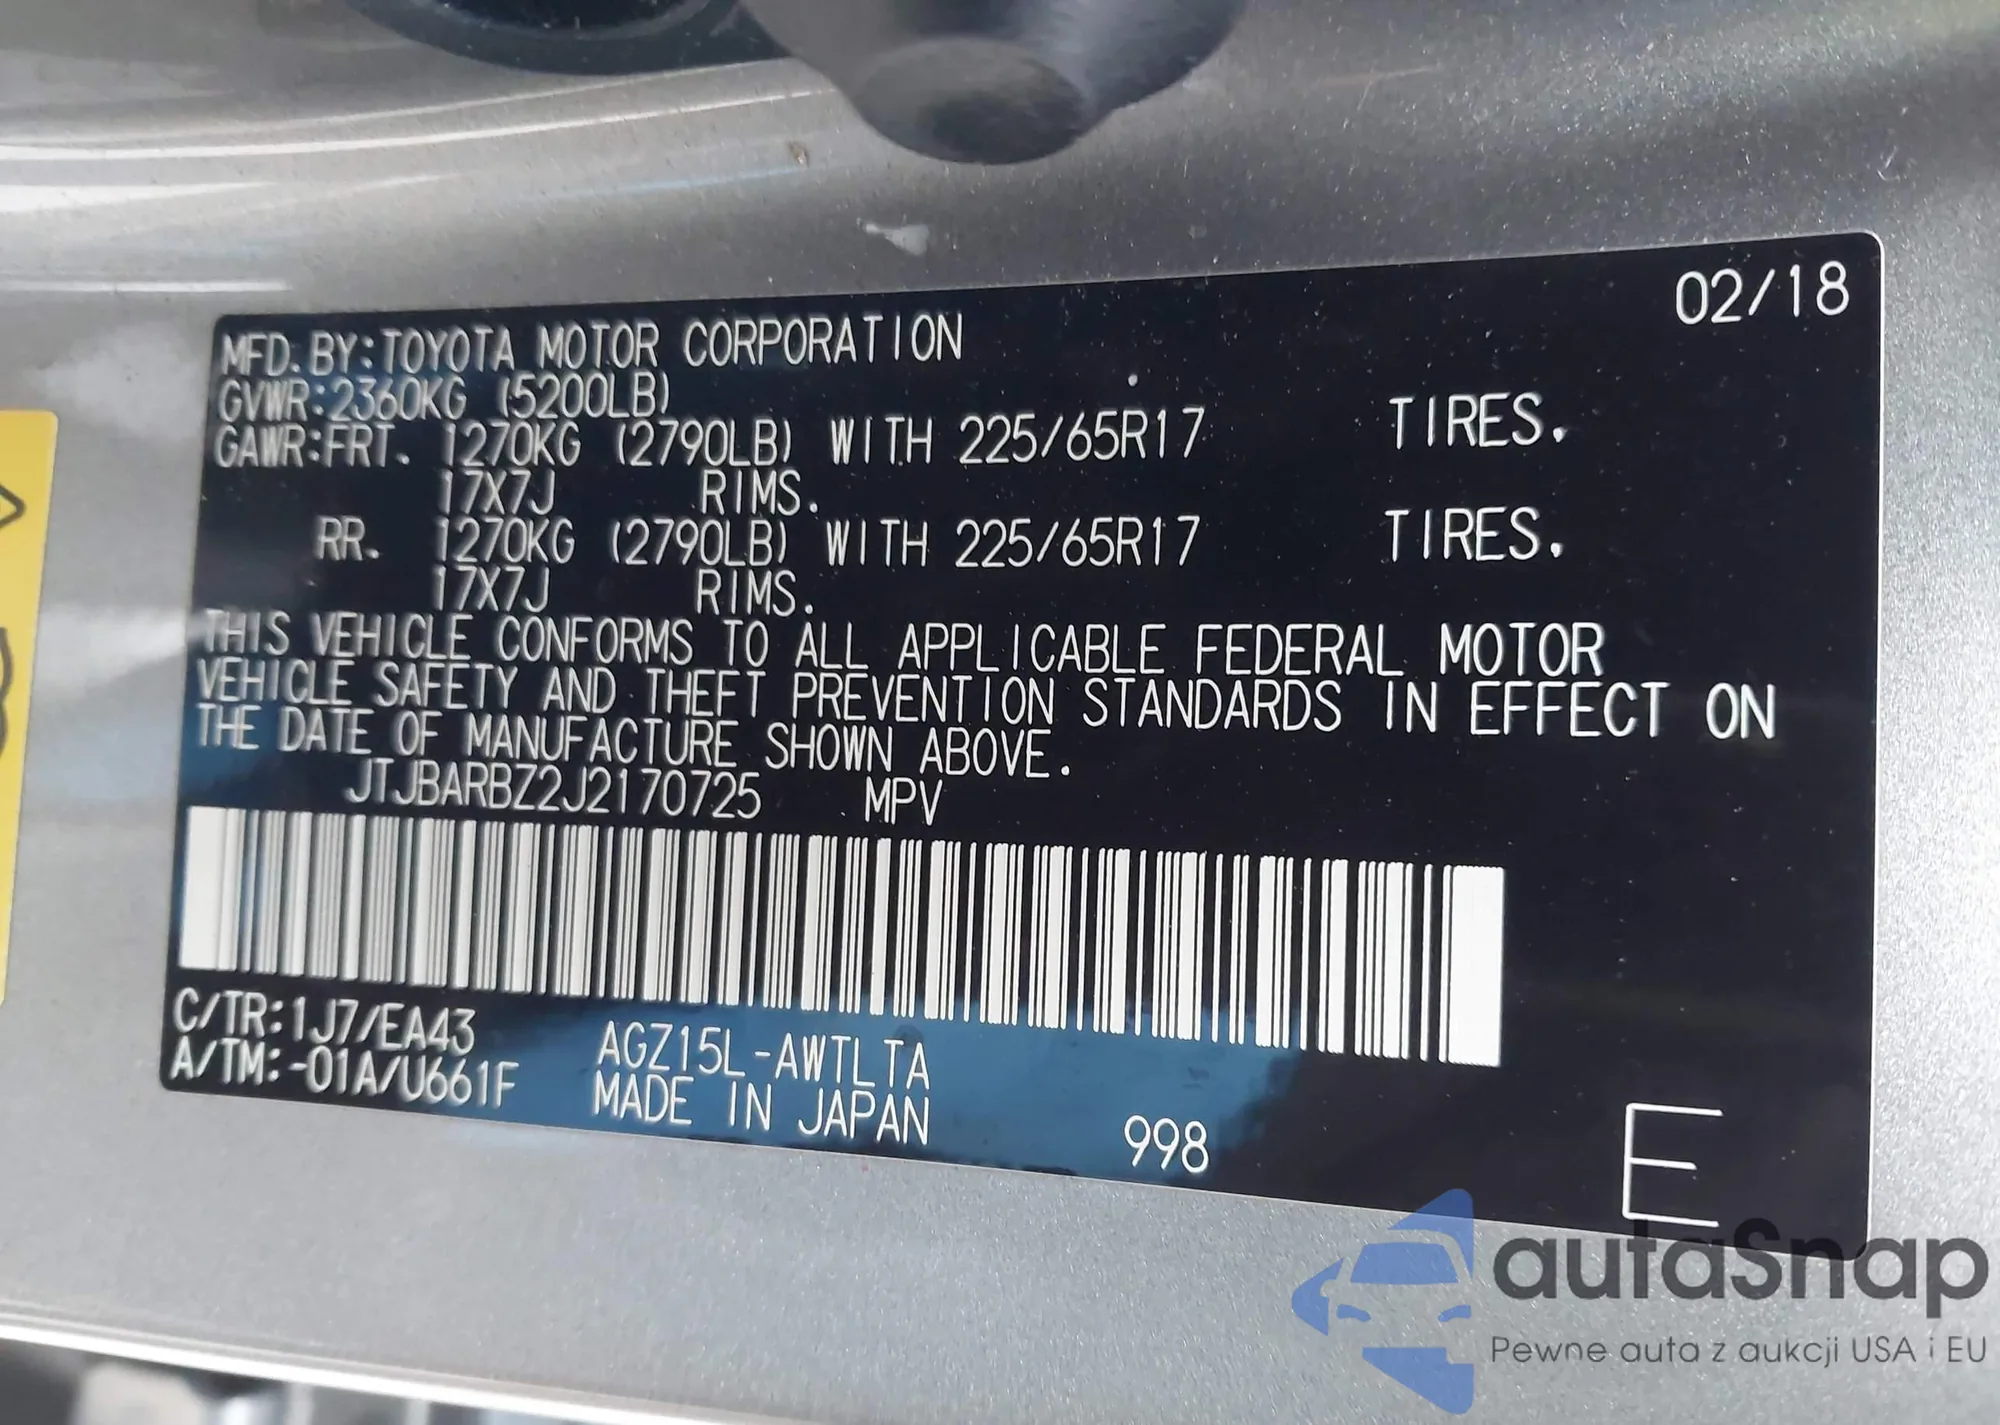 02/18
MFD. BY:TOYOTA MOTOR CORPORATION
GVWR:2360KG (5200LB)
GAWR:FRT. 1270KG (2790LB) WITH 225/65R17 TIRES.
17X7J RIMS.
RR. 1270KG (2790LB) WITH 225/65R17 TIRES.
17X7J RIMS.
THIS VEHICLE CONFORMS TO ALL APPLICABLE FEDERAL MOTOR
VEHICLE SAFETY AND THEFT PREVENTION STANDARDS IN EFFECT ON
THE DATE OF MANUFACTURE SHOWN ABOVE.
JTJBARBZ2J2170725 MPV
C/TR:1J7/EA43
A/TM:-01A/U661F
AGZ15L-AWTLTA
MADE IN JAPAN
998
E
autaSnap
Pewne auta z aukcji USA i EU